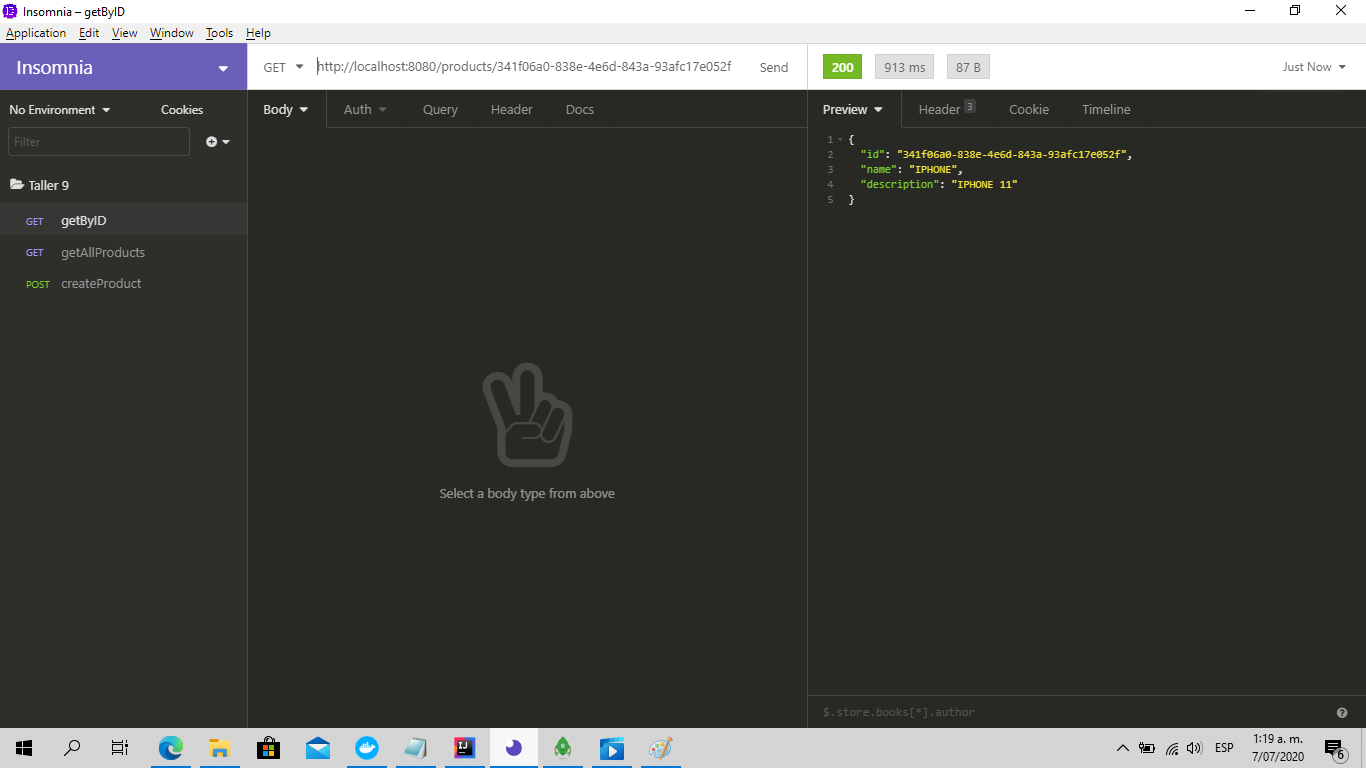 Insomnia – getByID
Application Edit View Window Tools Help
Insomnia
GET http://localhost:8080/products/341f06a0-838e-4e6d-843a-93afc17e052f Send
200 913 ms 87 B Just Now
No Environment Cookies
Body Auth Query Header Docs
Preview Header 3 Cookie Timeline
Filter
Taller 9
GET getByID
GET getAllProducts
POST createProduct
Select a body type from above
1 {
2 "id": "341f06a0-838e-4e6d-843a-93afc17e052f",
3 "name": "IPHONE",
4 "description": "IPHONE 11"
5 }
$.store.books[*].author
IJ
ESP
1:19 a. m.
7/07/2020
6